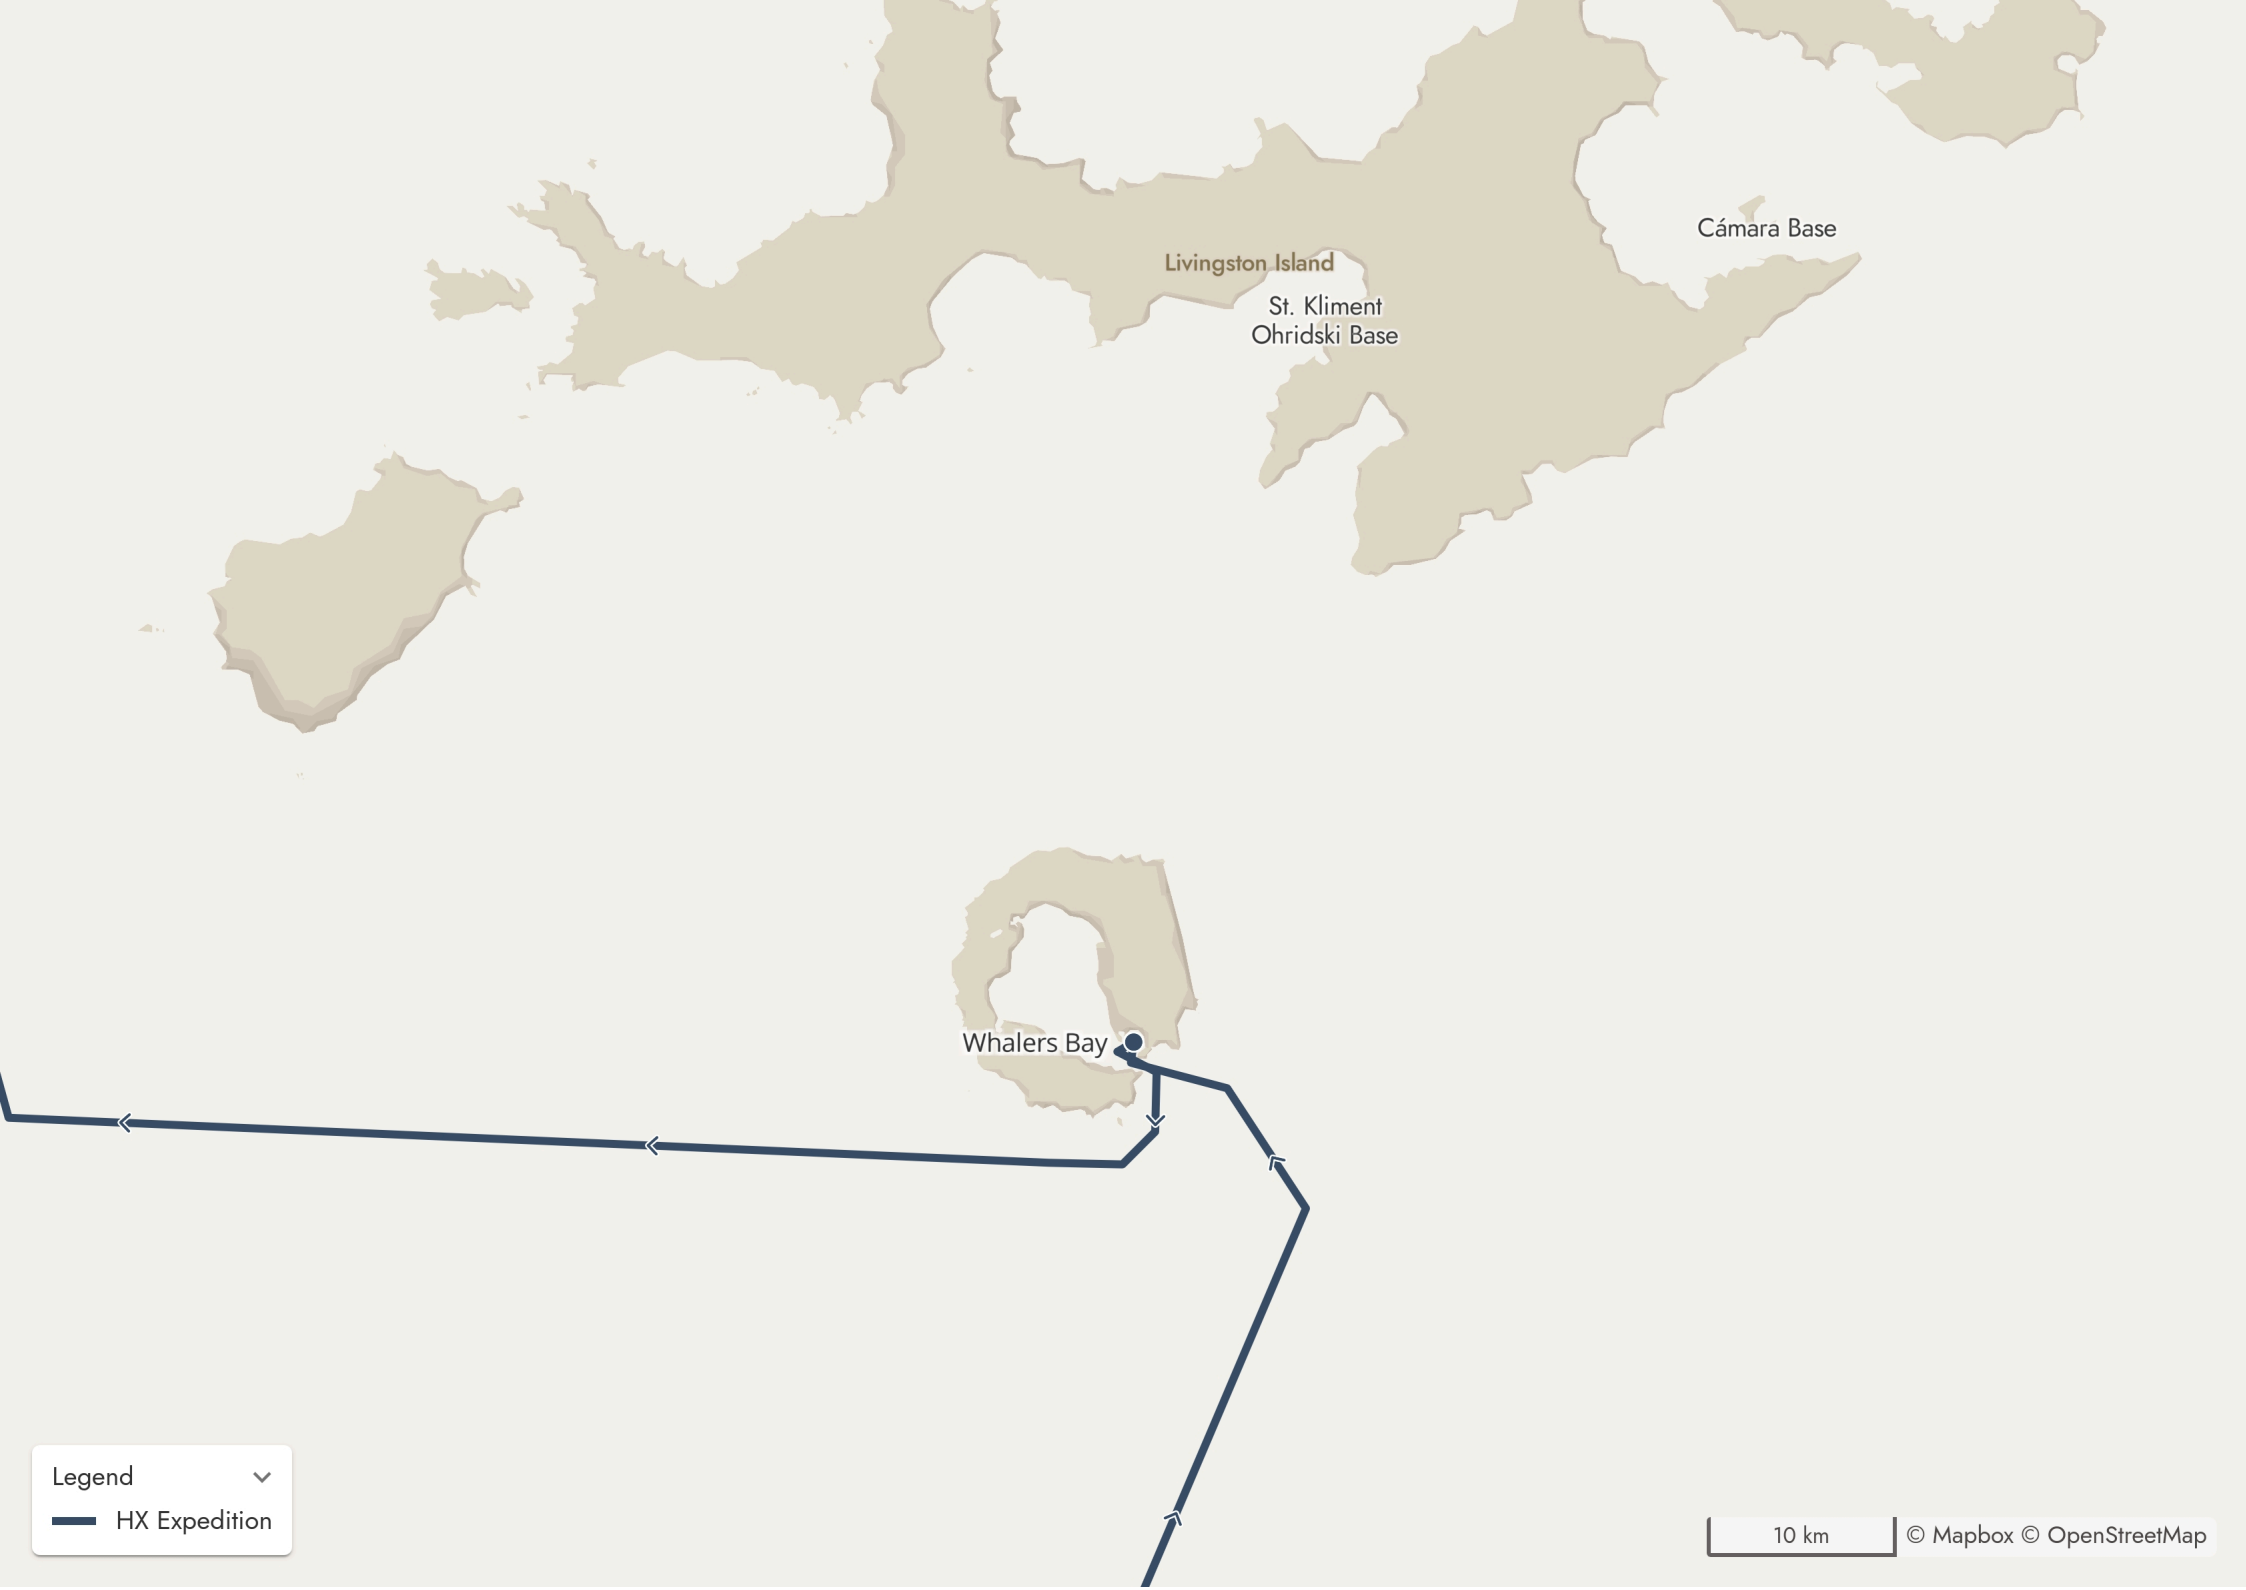 Cámara Base
Livingston Island
St. Kliment
Ohridski Base
Whalers Bay
Legend
HX Expedition
10 km
© Mapbox © OpenStreetMap